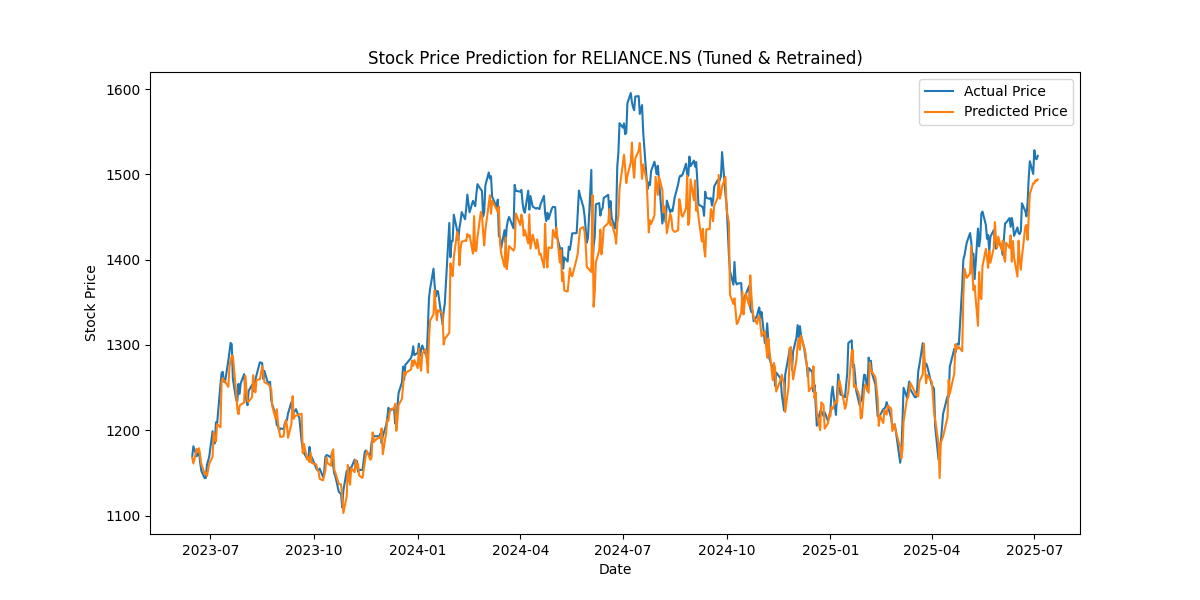 Stock Price Prediction for RELIANCE.NS (Tuned & Retrained)
Actual Price
Predicted Price
1600
1500
1400
1300
1200
1100
Stock Price
2023-07 2023-10 2024-01 2024-04 2024-07 2024-10 2025-01 2025-04 2025-07
Date